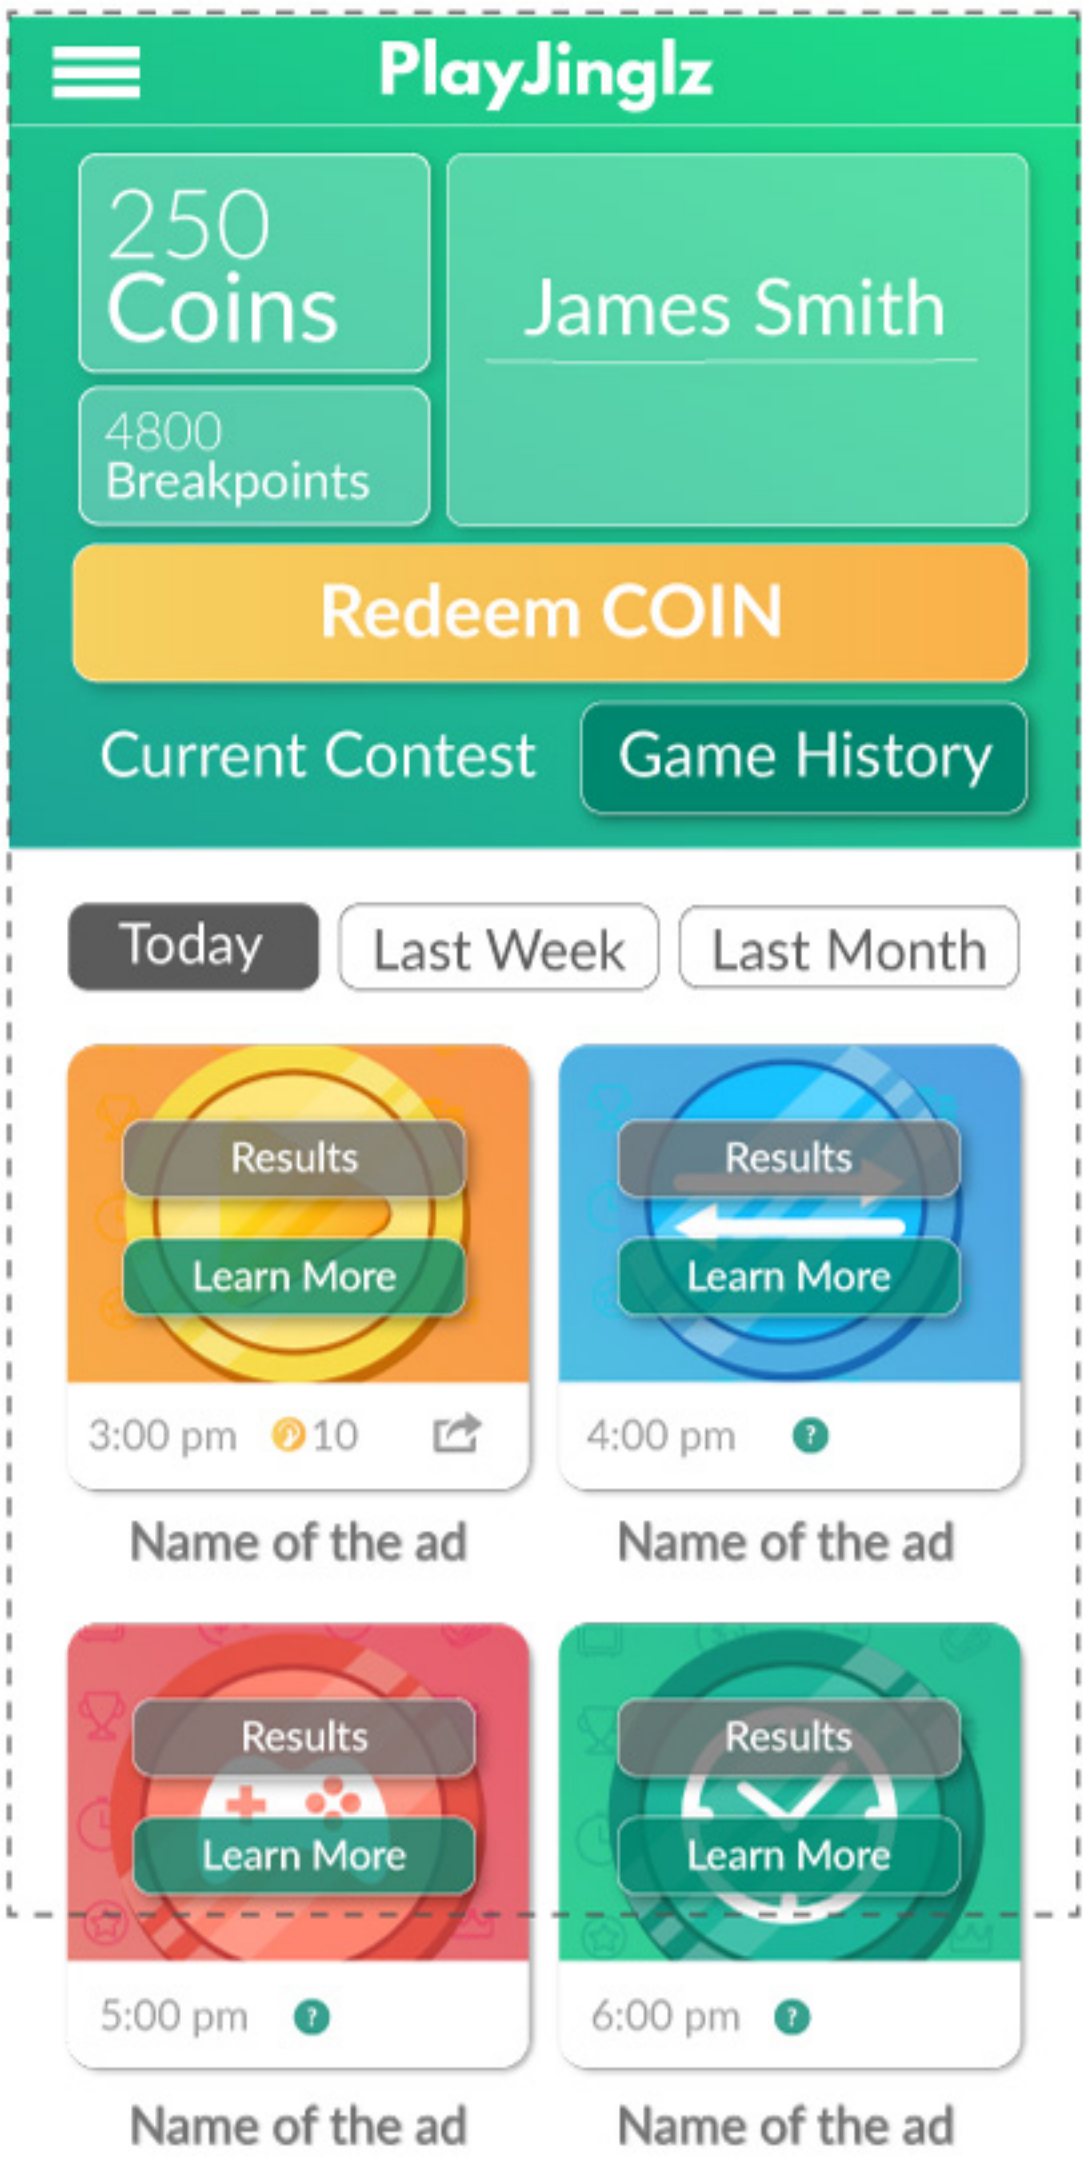 PlayJinglz
250
Coins
James Smith
4800
Breakpoints
Redeem COIN
Current Contest
Game History
Today
Last Week
Last Month
Results
Learn More
3:00 pm
10
Name of the ad
Results
Learn More
4:00 pm
?
Name of the ad
Results
Learn More
5:00 pm
?
Name of the ad
Results
Learn More
6:00 pm
?
Name of the ad